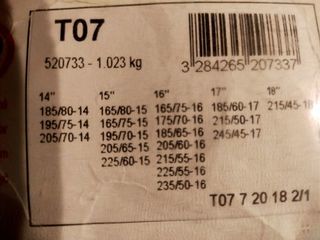 T07
520733 - 1.023 kg
3 284265 207337
14" 15" 16" 17" 18"
185/80-14 165/80-15 165/75-16 185/60-17 215/45-18
195/75-14 165/75-15 175/70-16 215/50-17
205/70-14 195/70-15 185/65-16 245/45-17
205/65-15 205/60-16
225/60-15 215/55-16
225/55-16
235/50-16
T07 7 20 18 2/1